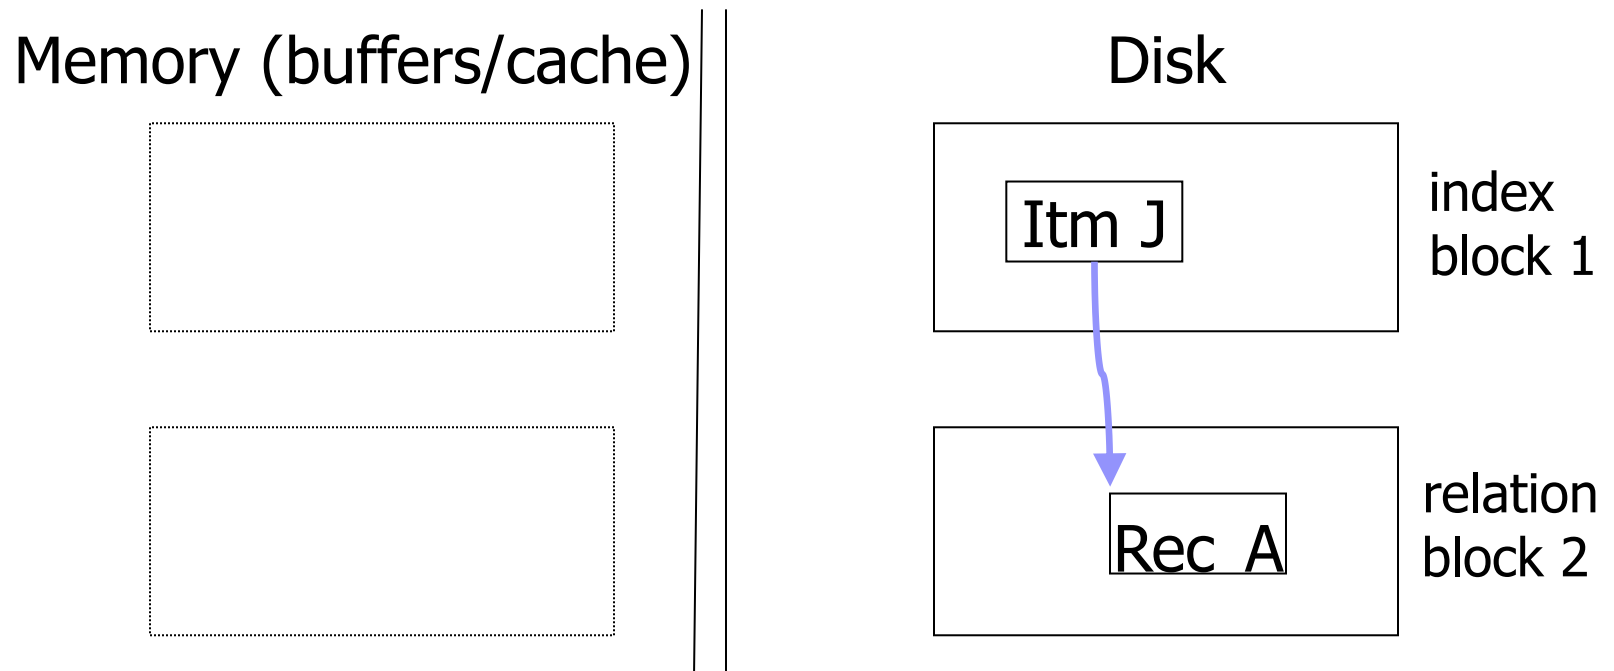 Memory (buffers/cache)
Disk
Itm J
index
block 1
Rec A
relation
block 2